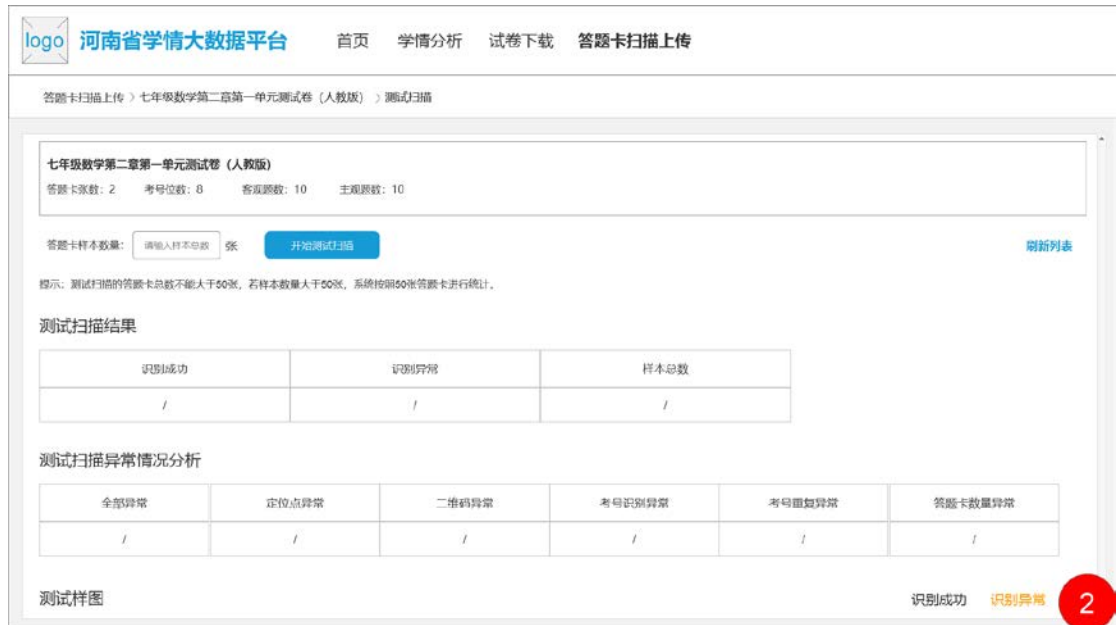 logo 河南省学情大数据平台 首页 学情分析 试卷下载 答题卡扫描上传
答题卡扫描上传 〉七年级数学第二章第一单元测试卷（人教版） 〉测试扫描
七年级数学第二章第一单元测试卷（人教版）
答题卡张数：2 考号位数：8 客观题数：10 主观题数：10
答题卡样本数量： 请输入样本总数 张 开始测试扫描 刷新列表
提示：测试扫描的答题卡总数不能大于50张，若样本数量大于50张，系统按照50张答题卡进行统计。
测试扫描结果
识别成功 识别异常 样本总数
/ / /
测试扫描异常情况分析
全部异常 定位点异常 二维码异常 考号识别异常 考号重复异常 答题卡数量异常
/ / / / / /
测试样图 识别成功 识别异常 2